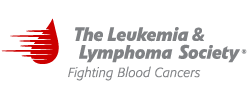 The Leukemia &
Lymphoma Society®
Fighting Blood Cancers